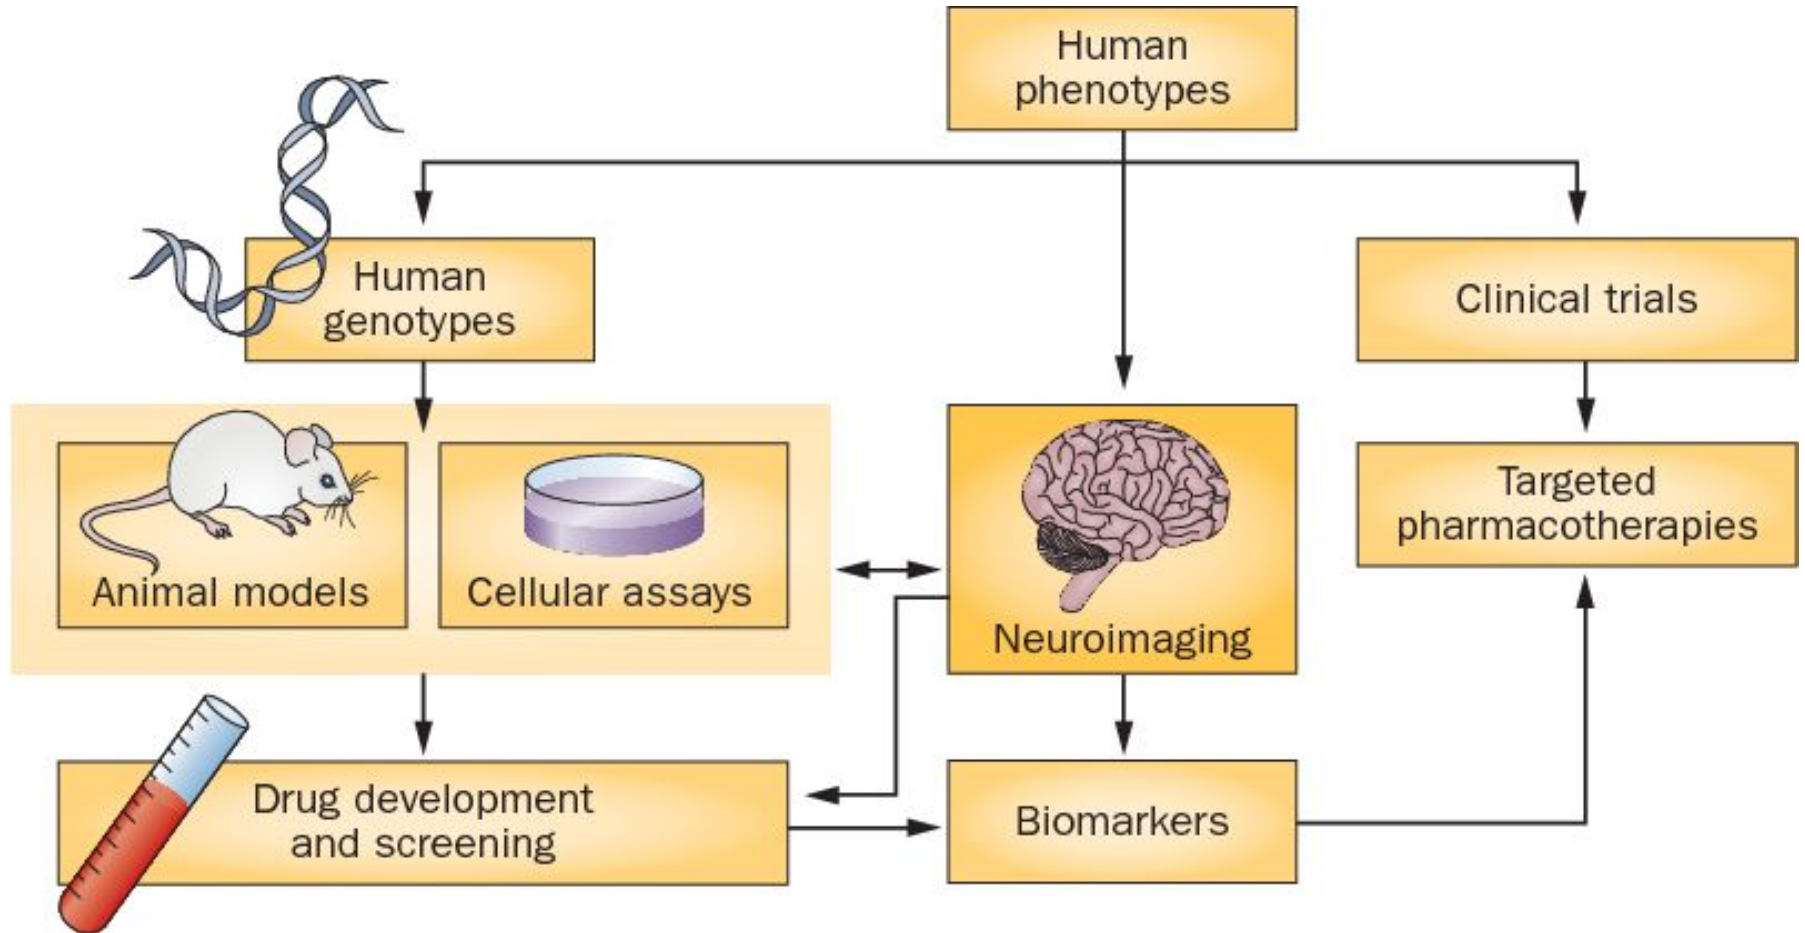 Human
phenotypes
Human
genotypes
Clinical trials
Animal models
Cellular assays
Neuroimaging
Targeted
pharmacotherapies
Drug development
and screening
Biomarkers